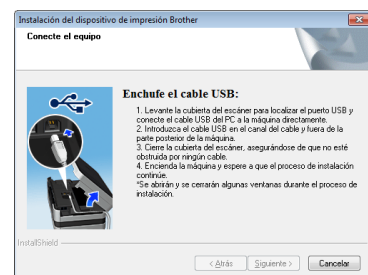 Instalación del dispositivo de impresión Brother
Conecte el equipo
Enchufe el cable USB:
1. Levante la cubierta del escáner para localizar el puerto USB y
conecte el cable USB del PC a la máquina directamente.
2. Introduzca el cable USB en el canal del cable y fuera de la
parte posterior de la máquina.
3. Cierre la cubierta del escáner, asegurándose de que no esté
obstruida por ningún cable.
4. Encienda la máquina y espere a que el proceso de instalación
continúe.
*Se abrirán y se cerrarán algunas ventanas durante el proceso de
instalación.
InstallShield
< Atrás
Siguiente >
Cancelar